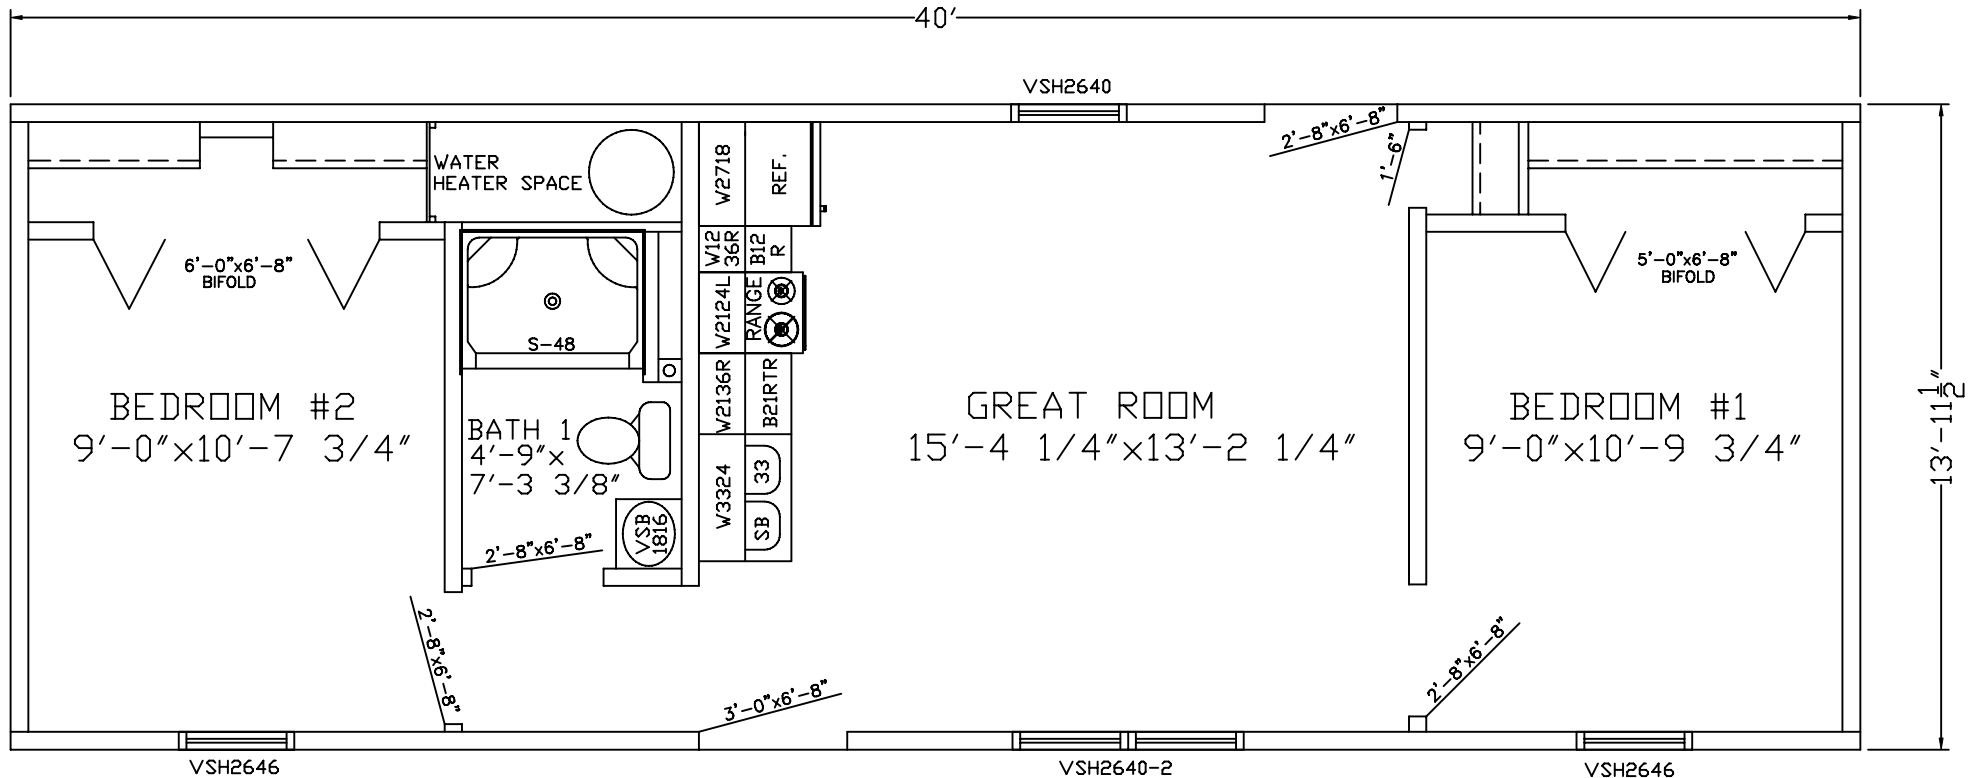 40'
VSH2640
2'-8"x6'-8"
1'-6"
WATER
HEATER SPACE
W2718
REF.
W12
36R
B12
R
6'-0"x6'-8"
BIFOLD
5'-0"x6'-8"
BIFOLD
W2124L
RANGE
S-48
W2136R
B21RTR
BEDROOM #2
9'-0"x10'-7 3/4"
BATH 1
4'-9"x
7'-3 3/8"
GREAT ROOM
15'-4 1/4"x13'-2 1/4"
BEDROOM #1
9'-0"x10'-9 3/4"
13'-11 1/2"
W3324
33
SB
VSB
1816
2'-8"x6'-8"
2'-8"x6'-8"
3'-0"x6'-8"
2'-8"x6'-8"
VSH2646
VSH2640-2
VSH2646